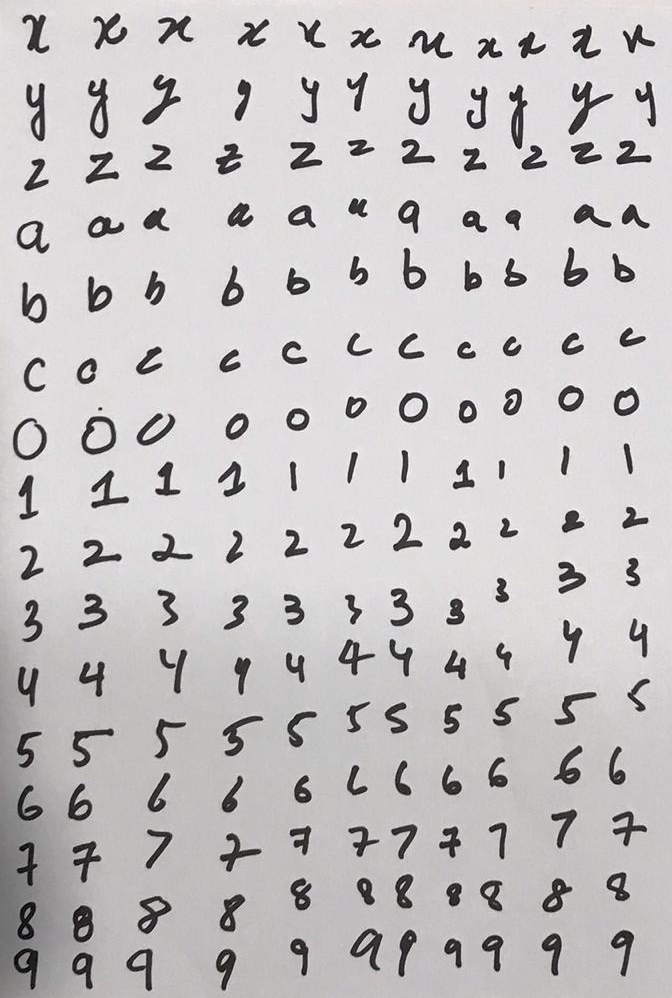 x x x x x x x x x x x
y y y y y y y y y y y
z z z z z z z z z z z
a a a a a a a a a a a
b b b b b b b b b b b
c c c c c c c c c c c
0 0 0 0 0 0 0 0 0 0 0
1 1 1 1 1 1 1 1 1 1 1
2 2 2 2 2 2 2 2 2 2 2
3 3 3 3 3 3 3 3 3 3 3
4 4 4 4 4 4 4 4 4 4 4
5 5 5 5 5 5 5 5 5 5 5
6 6 6 6 6 6 6 6 6 6 6
7 7 7 7 7 7 7 7 7 7 7
8 8 8 8 8 8 8 8 8 8 8
9 9 9 9 9 9 9 9 9 9 9